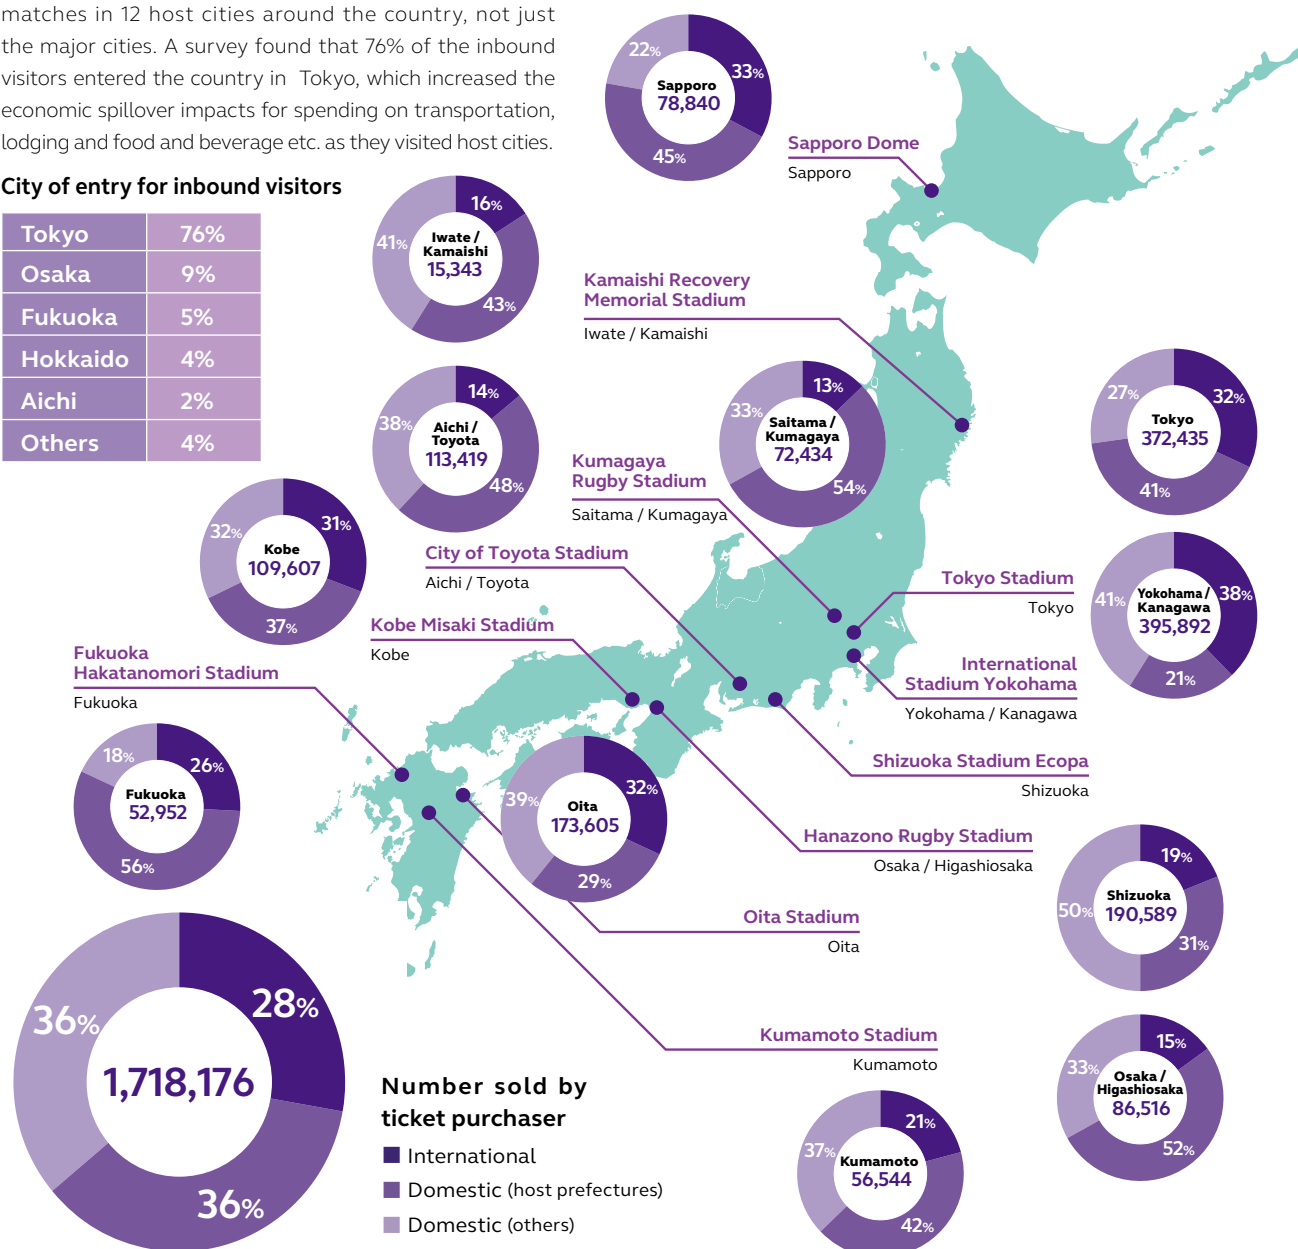 matches in 12 host cities around the country, not just
the major cities. A survey found that 76% of the inbound
visitors entered the country in Tokyo, which increased the
economic spillover impacts for spending on transportation,
lodging and food and beverage etc. as they visited host cities.
City of entry for inbound visitors
Tokyo 76%
Osaka 9%
Fukuoka 5%
Hokkaido 4%
Aichi 2%
Others 4%
22%
33%
Sapporo
78,840
45%
Sapporo Dome
Sapporo
16%
41%
Iwate /
Kamaishi
15,343
43%
Kamaishi Recovery
Memorial Stadium
Iwate / Kamaishi
14%
38%
Aichi /
Toyota
113,419
48%
13%
33%
Saitama /
Kumagaya
72,434
54%
27%
32%
Tokyo
372,435
41%
Kumagaya
Rugby Stadium
Saitama / Kumagaya
31%
32%
Kobe
109,607
37%
City of Toyota Stadium
Aichi / Toyota
Tokyo Stadium
Tokyo
41%
38%
Yokohama /
Kanagawa
395,892
21%
Kobe Misaki Stadium
Kobe
Fukuoka
Hakatanomori Stadium
Fukuoka
International
Stadium Yokohama
Yokohama / Kanagawa
18%
26%
Fukuoka
52,952
56%
39%
32%
Oita
173,605
29%
Shizuoka Stadium Ecopa
Shizuoka
Hanazono Rugby Stadium
Osaka / Higashiosaka
19%
50%
Shizuoka
190,589
31%
Oita Stadium
Oita
36%
28%
1,718,176
36%
Kumamoto Stadium
Kumamoto
15%
33%
Osaka /
Higashiosaka
86,516
52%
Number sold by
ticket purchaser
International
Domestic (host prefectures)
Domestic (others)
21%
37%
Kumamoto
56,544
42%